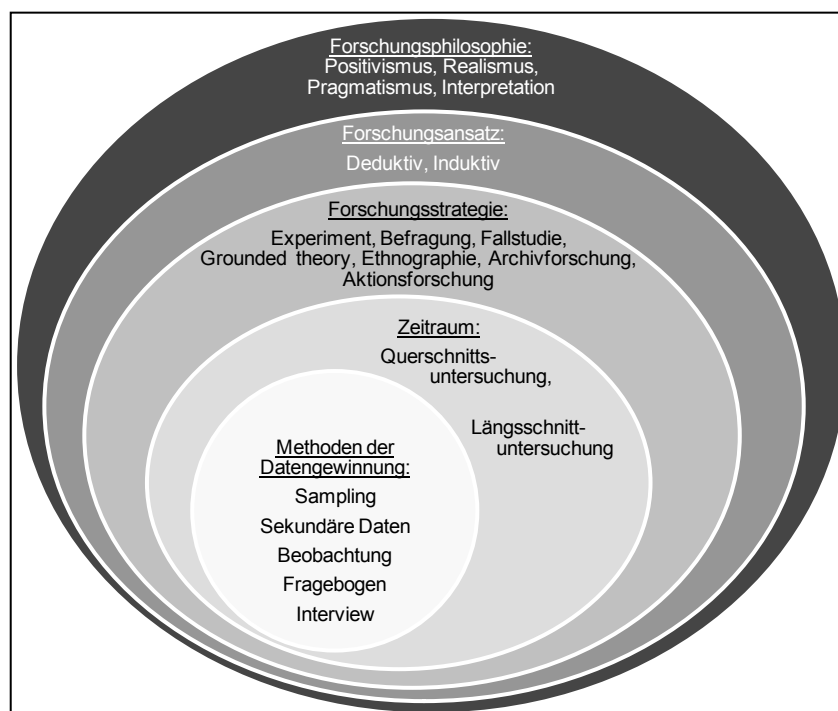 Forschungsphilosophie:
Positivismus, Realismus,
Pragmatismus, Interpretation
Forschungsansatz:
Deduktiv, Induktiv
Forschungsstrategie:
Experiment, Befragung, Fallstudie,
Grounded theory, Ethnographie, Archivforschung,
Aktionsforschung
Zeitraum:
Querschnitts-
untersuchung,
Längsschnitt-
untersuchung
Methoden der
Datengewinnung:
Sampling
Sekundäre Daten
Beobachtung
Fragebogen
Interview